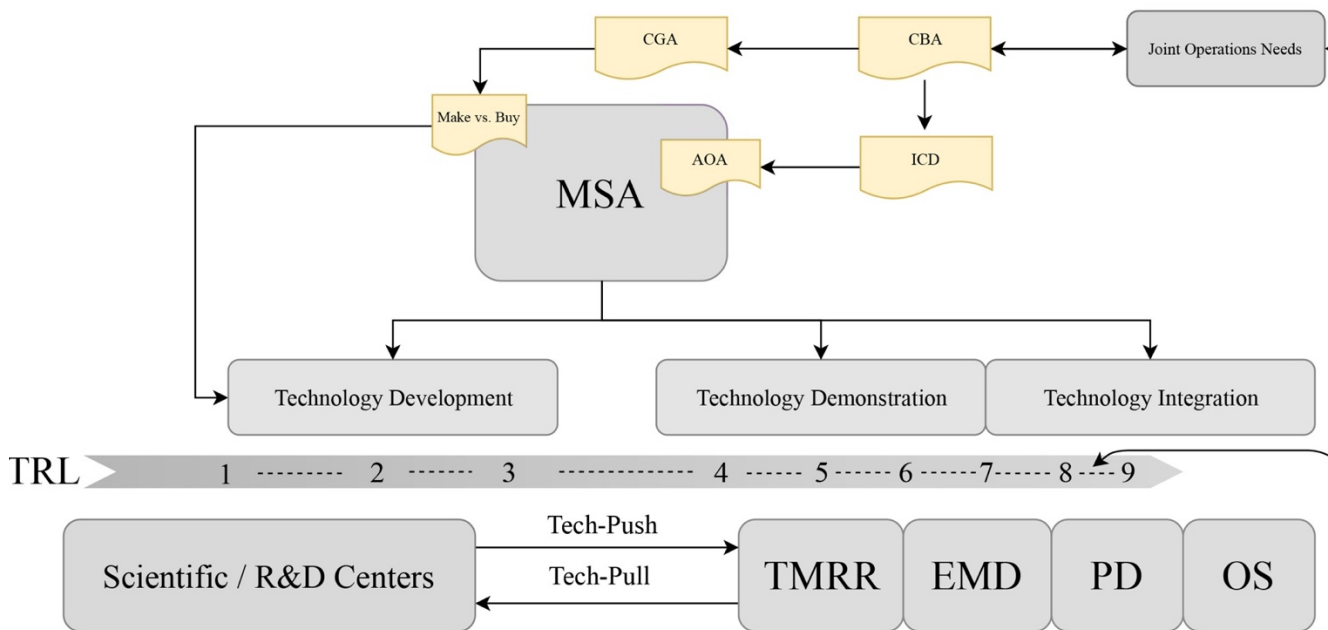 CGA
CBA
Joint Operations Needs
Make vs. Buy
MSA
AOA
ICD
Technology Development
Technology Demonstration
Technology Integration
TRL 1 2 3 4 5 6 7 8 9
Scientific / R&D Centers
Tech-Push
Tech-Pull
TMRR
EMD
PD
OS